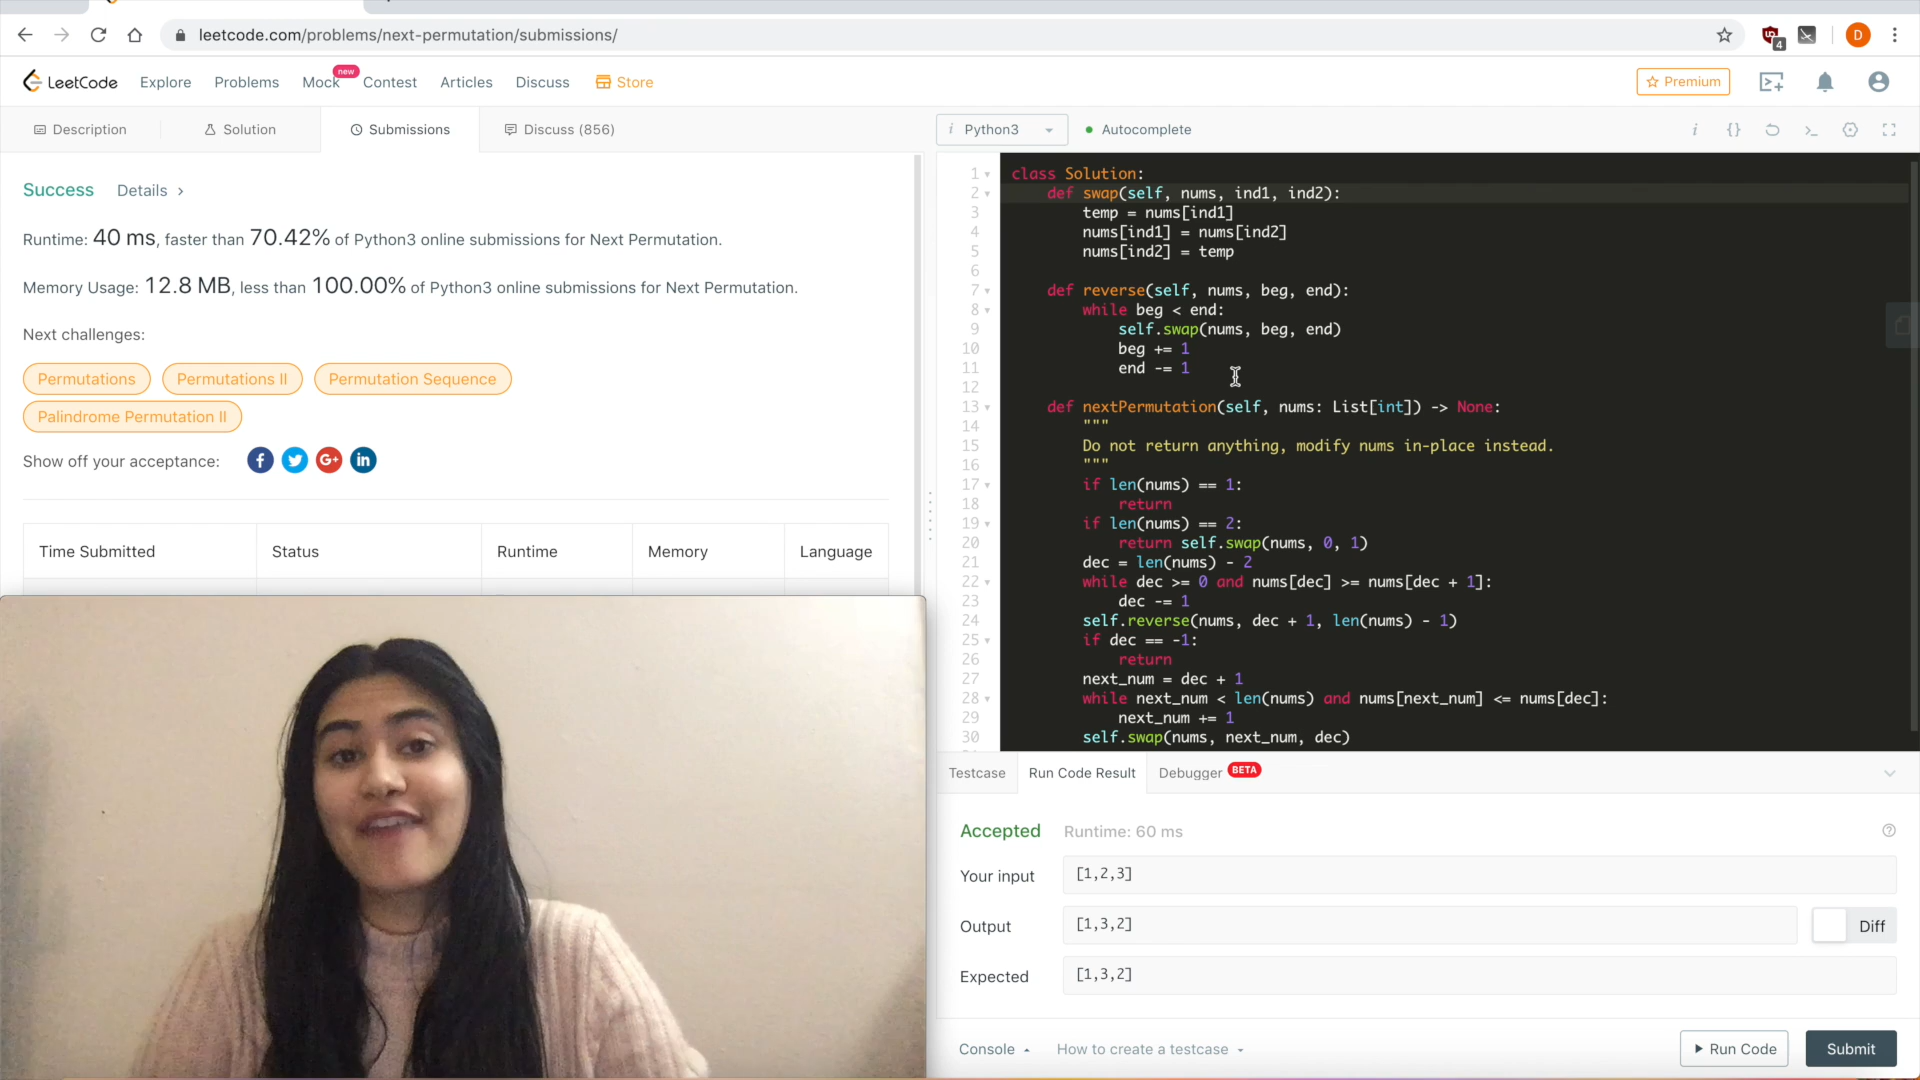 leetcode.com/problems/next-permutation/submissions/
4
D
LeetCode Explore Problems Mock new Contest Articles Discuss Store
Premium
Description Solution Submissions Discuss (856)
i Python3 Autocomplete
Success Details >
Runtime: 40 ms, faster than 70.42% of Python3 online submissions for Next Permutation.
Memory Usage: 12.8 MB, less than 100.00% of Python3 online submissions for Next Permutation.
Next challenges:
Permutations Permutations II Permutation Sequence
Palindrome Permutation II
Show off your acceptance: f G+ in
Time Submitted Status Runtime Memory Language
1 class Solution:
2 def swap(self, nums, ind1, ind2):
3 temp = nums[ind1]
4 nums[ind1] = nums[ind2]
5 nums[ind2] = temp
6
7 def reverse(self, nums, beg, end):
8 while beg < end:
9 self.swap(nums, beg, end)
10 beg += 1
11 end -= 1
12
13 def nextPermutation(self, nums: List[int]) -> None:
14 """
15 Do not return anything, modify nums in-place instead.
16 """
17 if len(nums) == 1:
18 return
19 if len(nums) == 2:
20 return self.swap(nums, 0, 1)
21 dec = len(nums) - 2
22 while dec >= 0 and nums[dec] >= nums[dec + 1]:
23 dec -= 1
24 self.reverse(nums, dec + 1, len(nums) - 1)
25 if dec == -1:
26 return
27 next_num = dec + 1
28 while next_num < len(nums) and nums[next_num] <= nums[dec]:
29 next_num += 1
30 self.swap(nums, next_num, dec)
Testcase Run Code Result Debugger BETA
Accepted Runtime: 60 ms
Your input [1,2,3]
Output [1,3,2] Diff
Expected [1,3,2]
Console How to create a testcase
Run Code Submit